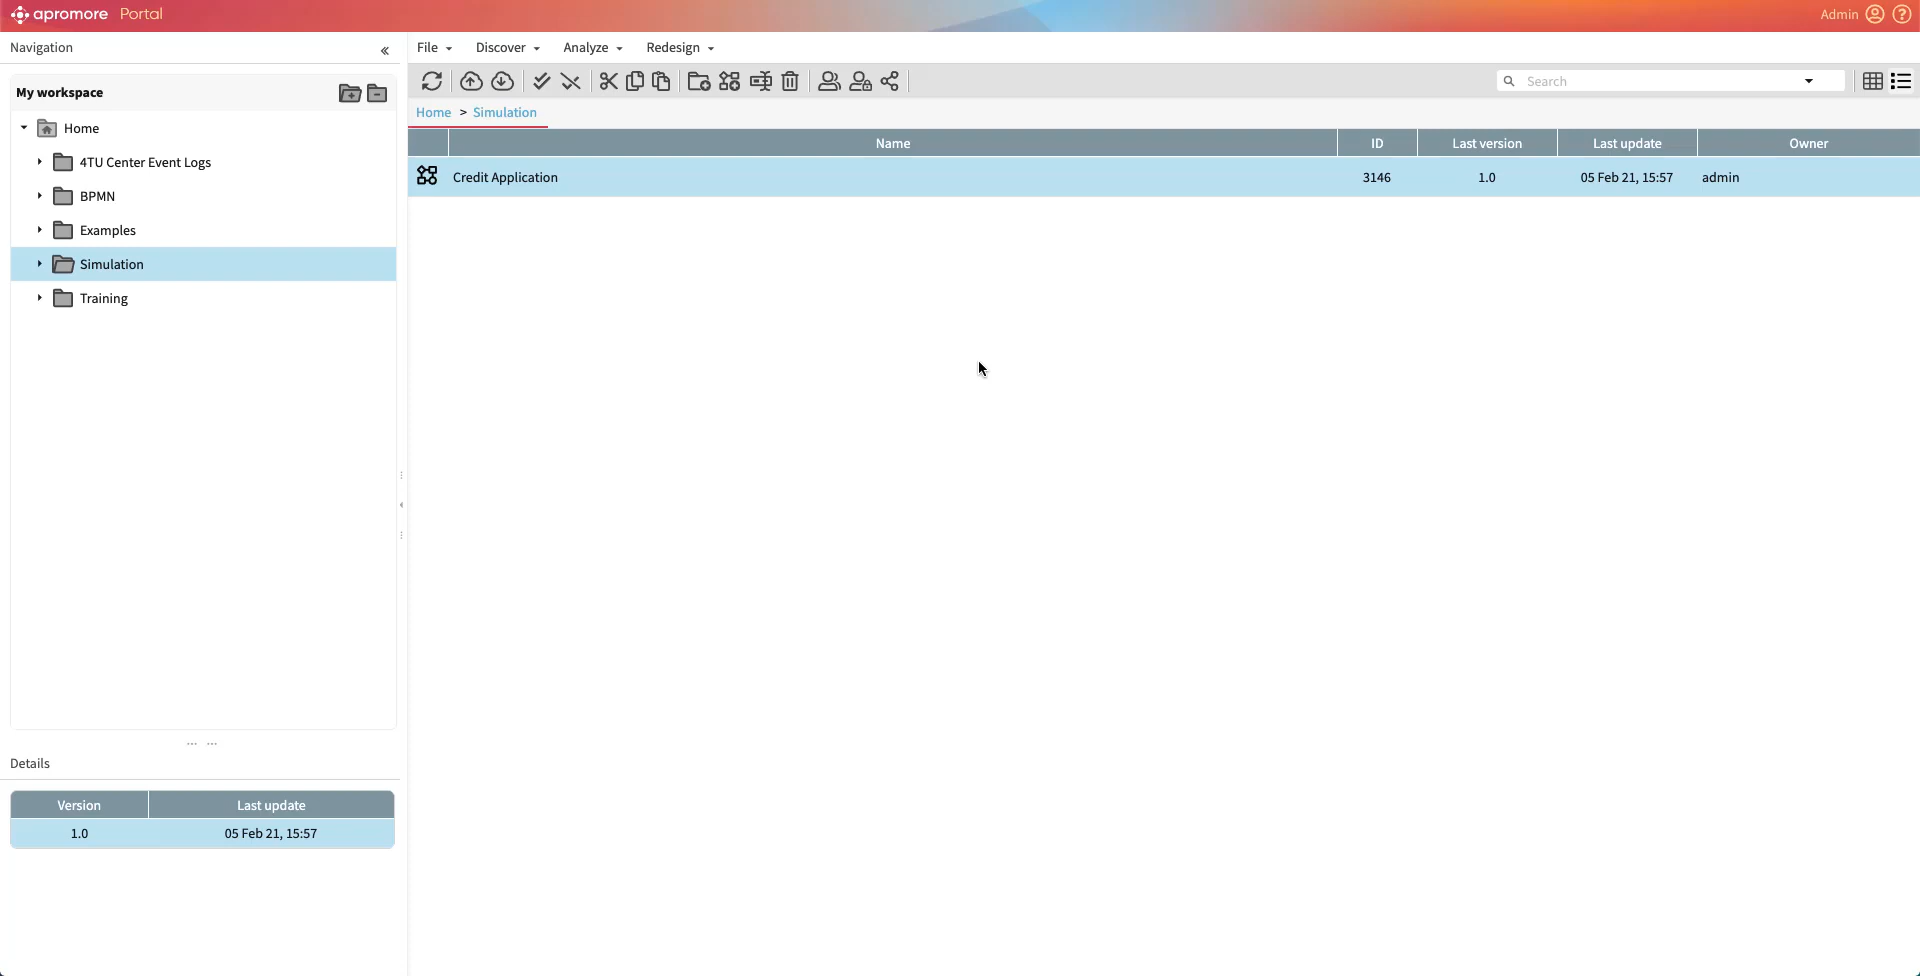 apromore Portal
Admin
Navigation
File Discover Analyze Redesign
My workspace
Search
Home > Simulation
Home
4TU Center Event Logs
BPMN
Examples
Simulation
Training
Name ID Last version Last update Owner
Credit Application 3146 1.0 05 Feb 21, 15:57 admin
Details
Version Last update
1.0 05 Feb 21, 15:57